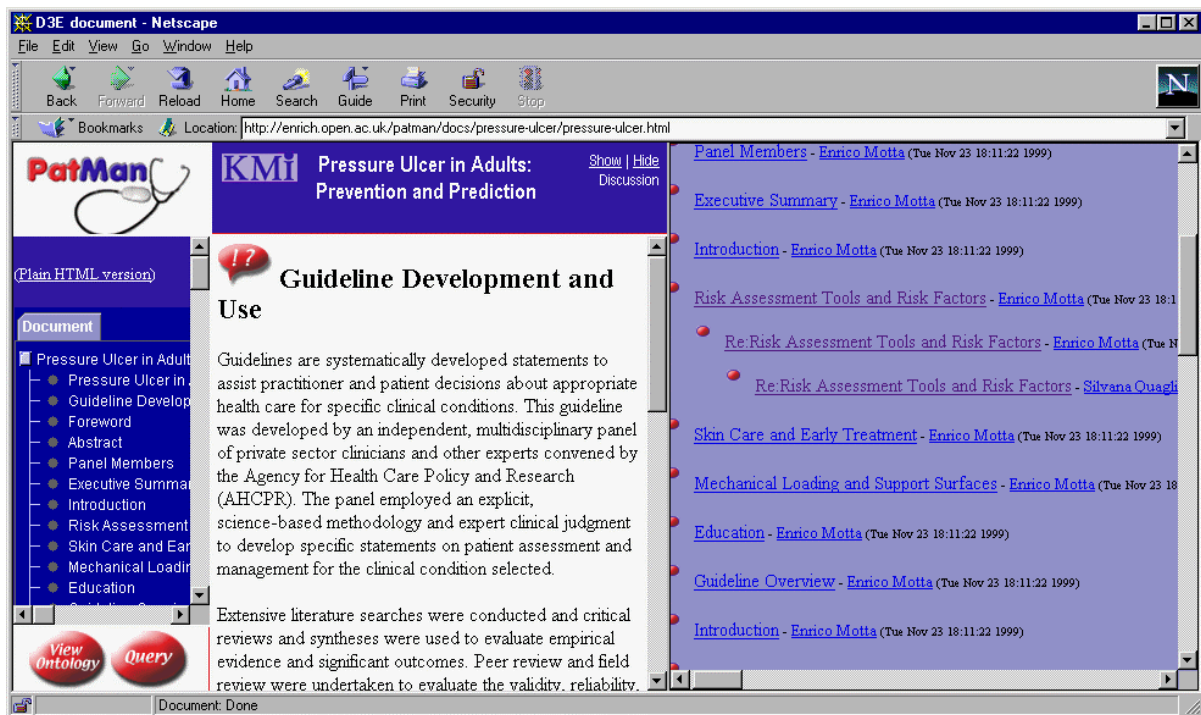 D3E document - Netscape
File Edit View Go Window Help
Back Forward Reload Home Search Guide Print Security Stop
N
Bookmarks Location: http://enrich.open.ac.uk/patman/docs/pressure-ulcer/pressure-ulcer.html
PatMan
(Plain HTML version)
Document
Pressure Ulcer in Adult
Pressure Ulcer in
Guideline Develop
Foreword
Abstract
Panel Members
Executive Summa
Introduction
Risk Assessment
Skin Care and Ear
Mechanical Loadin
Education
View Ontology
Query
KMi
Pressure Ulcer in Adults:
Prevention and Prediction
Show | Hide
Discussion
!?
Guideline Development and
Use
Guidelines are systematically developed statements to
assist practitioner and patient decisions about appropriate
health care for specific clinical conditions. This guideline
was developed by an independent, multidisciplinary panel
of private sector clinicians and other experts convened by
the Agency for Health Care Policy and Research
(AHCPR). The panel employed an explicit,
science-based methodology and expert clinical judgment
to develop specific statements on patient assessment and
management for the clinical condition selected.
Extensive literature searches were conducted and critical
reviews and syntheses were used to evaluate empirical
evidence and significant outcomes. Peer review and field
review were undertaken to evaluate the validity, reliability,
Panel Members - Enrico Motta (Tue Nov 23 18:11:22 1999)
Executive Summary - Enrico Motta (Tue Nov 23 18:11:22 1999)
Introduction - Enrico Motta (Tue Nov 23 18:11:22 1999)
Risk Assessment Tools and Risk Factors - Enrico Motta (Tue Nov 23 18:1
Re:Risk Assessment Tools and Risk Factors - Enrico Motta (Tue N
Re:Risk Assessment Tools and Risk Factors - Silvana Quagli
Skin Care and Early Treatment - Enrico Motta (Tue Nov 23 18:11:22 1999)
Mechanical Loading and Support Surfaces - Enrico Motta (Tue Nov 23 18
Education - Enrico Motta (Tue Nov 23 18:11:22 1999)
Guideline Overview - Enrico Motta (Tue Nov 23 18:11:22 1999)
Introduction - Enrico Motta (Tue Nov 23 18:11:22 1999)
Document: Done